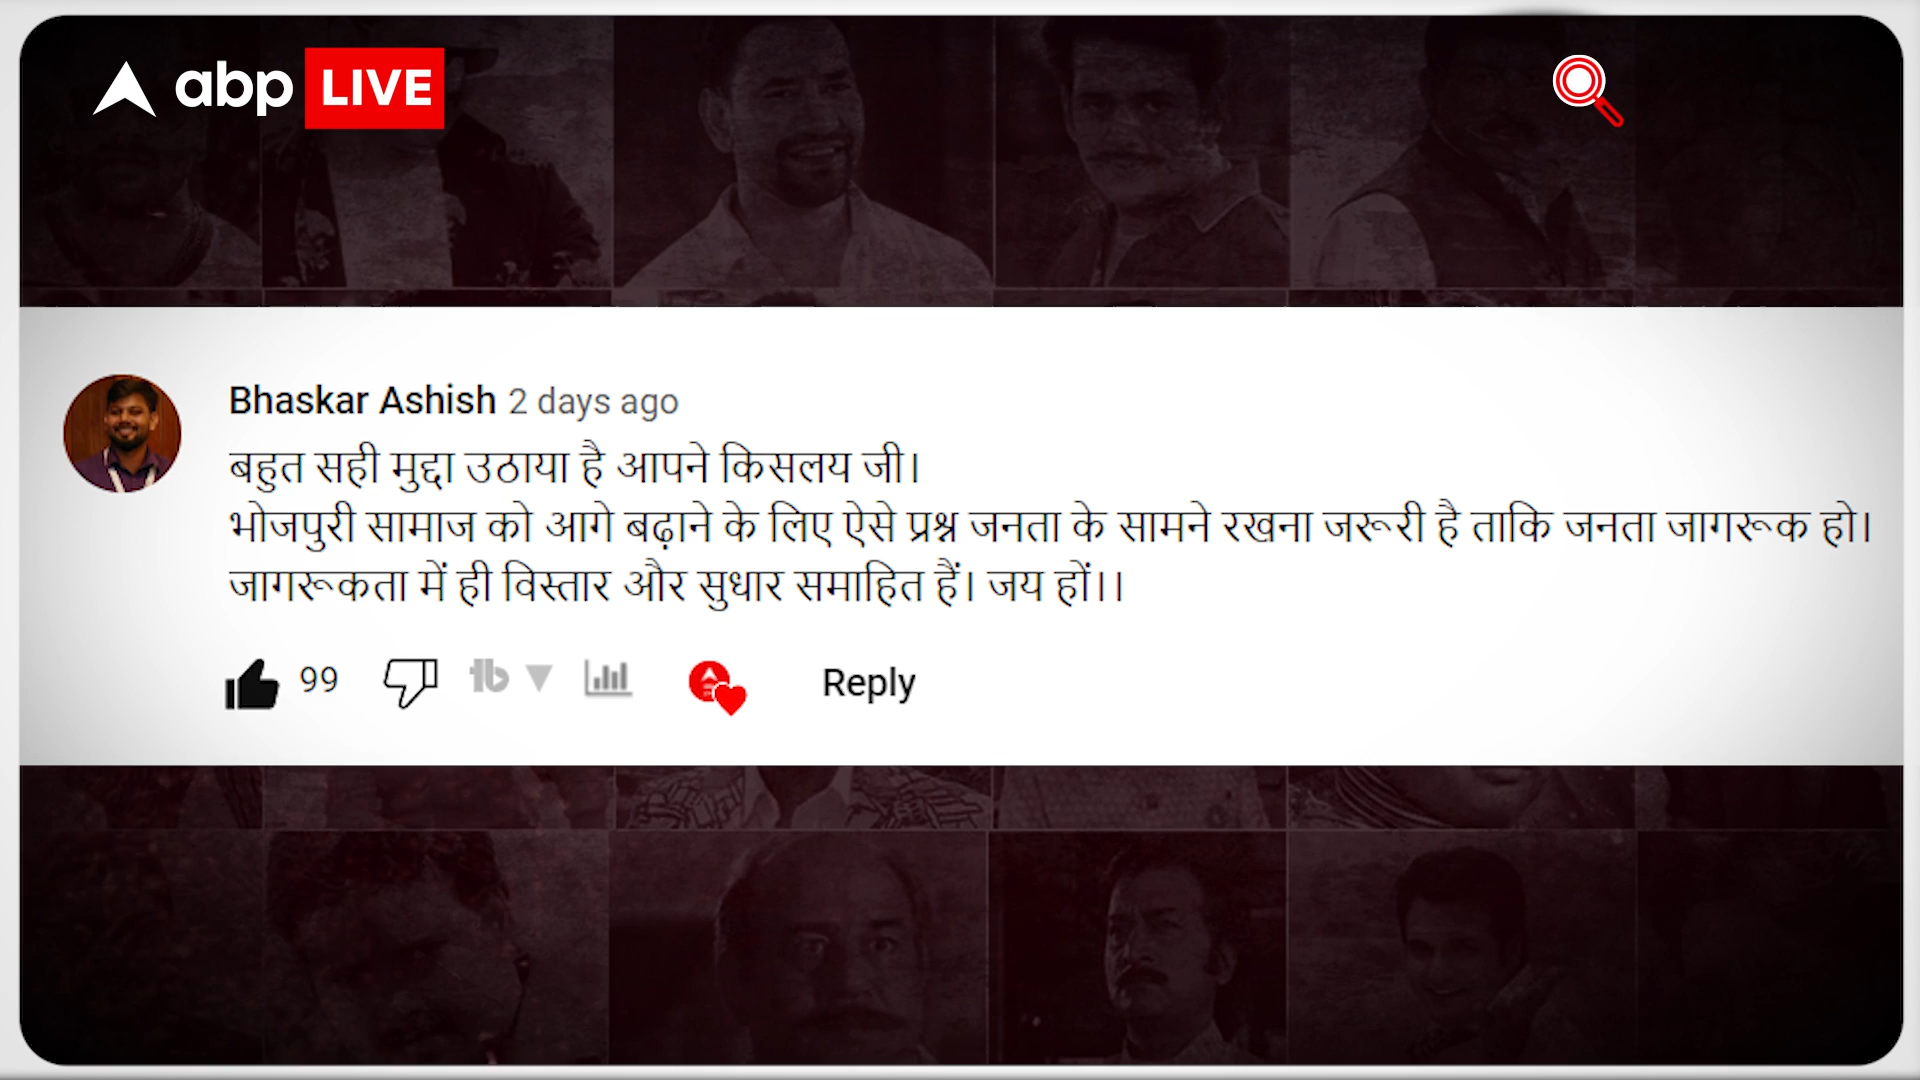 abp LIVE
Bhaskar Ashish 2 days ago
बहुत सही मुद्दा उठाया है आपने किसलय जी।
भोजपुरी सामाज को आगे बढ़ाने के लिए ऐसे प्रश्न जनता के सामने रखना जरूरी है ताकि जनता जागरूक हो।
जागरूकता में ही विस्तार और सुधार समाहित हैं। जय हों।।
99 Reply